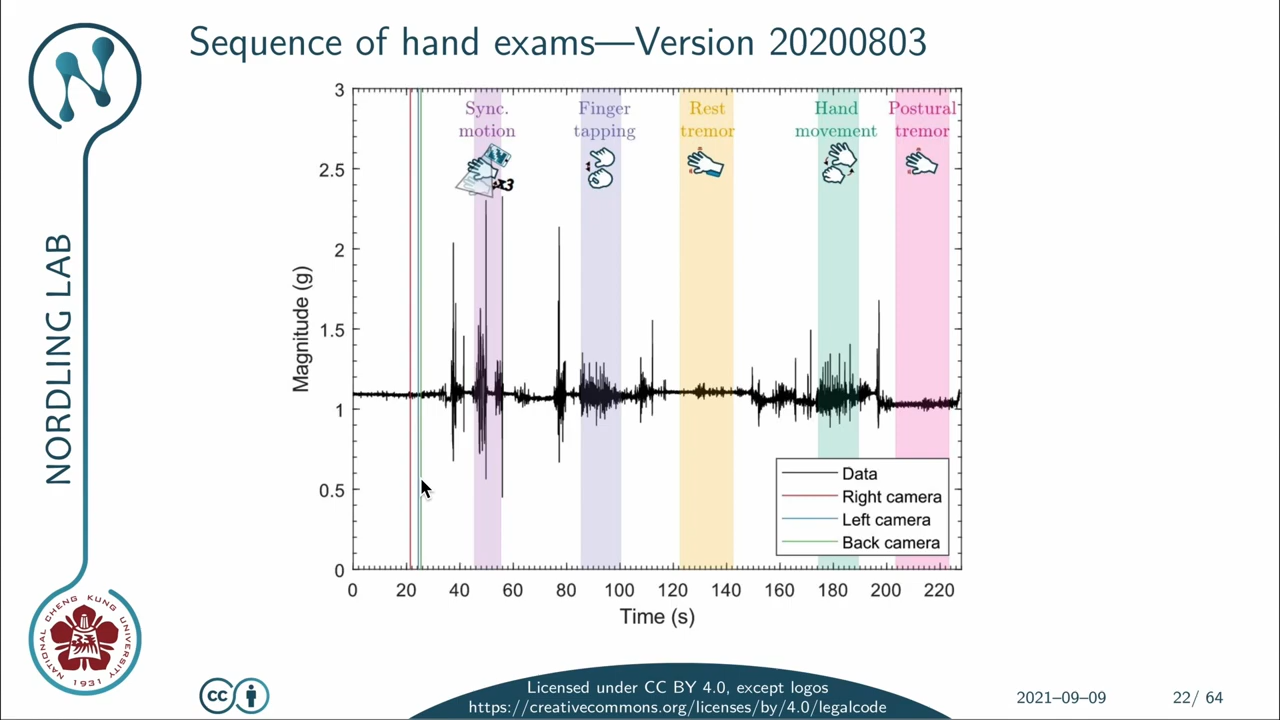 Sequence of hand exams—Version 20200803
NORDLING LAB
Sync.
motion
x3
Finger
tapping
Rest
tremor
Hand
movement
Postural
tremor
Magnitude (g)
3
2.5
2
1.5
1
0.5
0
0 20 40 60 80 100 120 140 160 180 200 220
Time (s)
Data
Right camera
Left camera
Back camera
NATIONAL CHENG KUNG UNIVERSITY
1931
cc
Licensed under CC BY 4.0, except logos
https://creativecommons.org/licenses/by/4.0/legalcode
2021–09–09
22/ 64